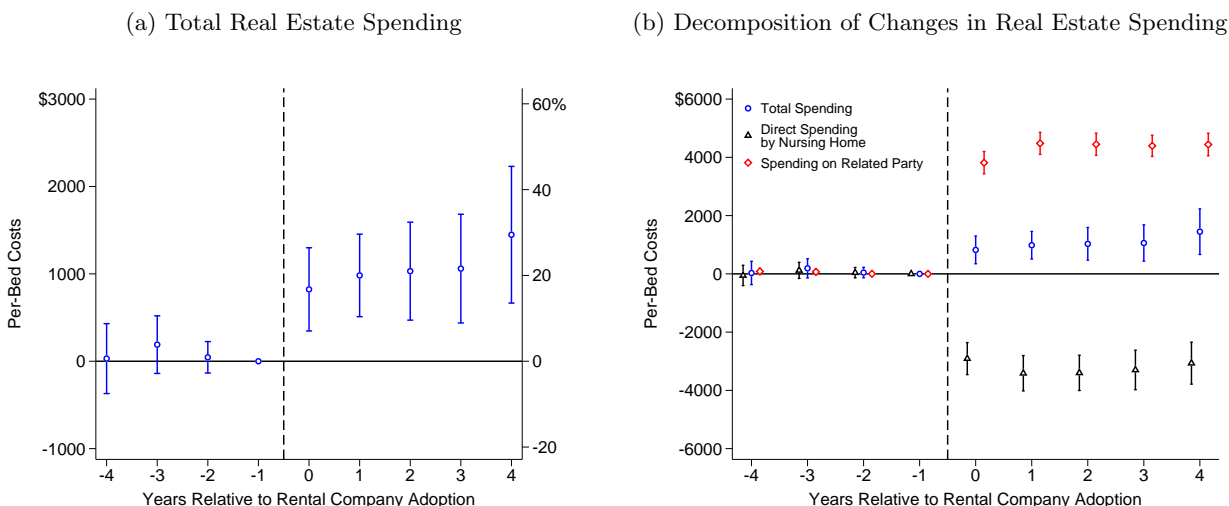 (a) Total Real Estate Spending
(b) Decomposition of Changes in Real Estate Spending
$3000
2000
1000
0
-1000
60%
40
20
0
-20
Per-Bed Costs
-4 -3 -2 -1 0 1 2 3 4
Years Relative to Rental Company Adoption
$6000
4000
2000
0
-2000
-4000
-6000
Per-Bed Costs
Total Spending
Direct Spending
by Nursing Home
Spending on Related Party
-4 -3 -2 -1 0 1 2 3 4
Years Relative to Rental Company Adoption